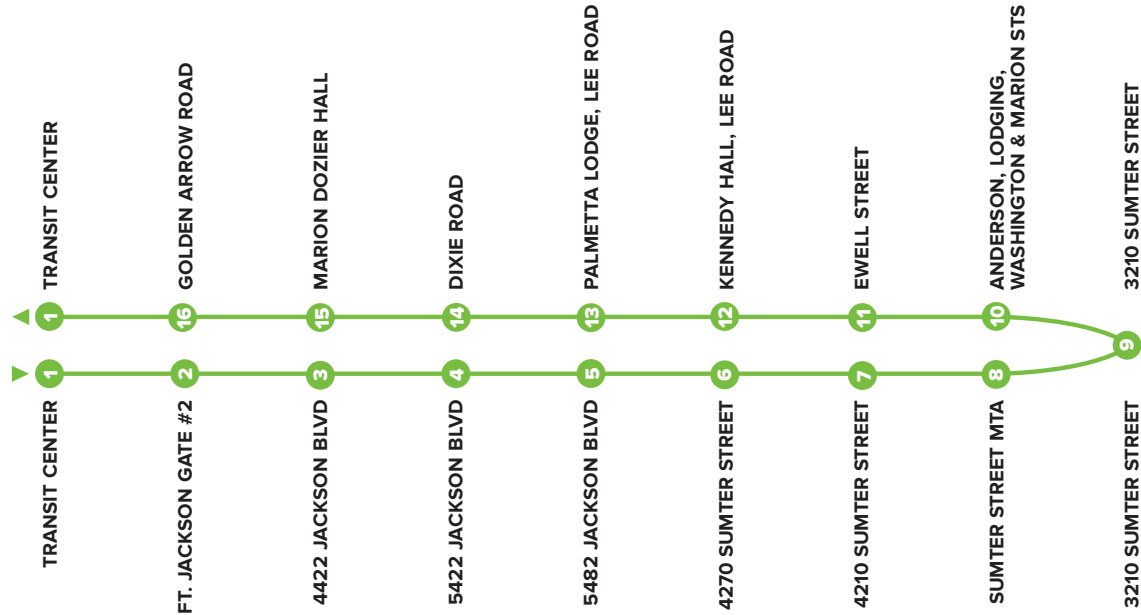 TRANSIT CENTER
1
FT. JACKSON GATE #2
2
4422 JACKSON BLVD
3
5422 JACKSON BLVD
4
5482 JACKSON BLVD
5
4270 SUMTER STREET
6
4210 SUMTER STREET
7
SUMTER STREET MTA
8
3210 SUMTER STREET
9
3210 SUMTER STREET
10
ANDERSON, LODGING,
WASHINGTON & MARION STS
11
EWELL STREET
12
KENNEDY HALL, LEE ROAD
13
PALMETTA LODGE, LEE ROAD
14
DIXIE ROAD
15
MARION DOZIER HALL
16
GOLDEN ARROW ROAD
1
TRANSIT CENTER